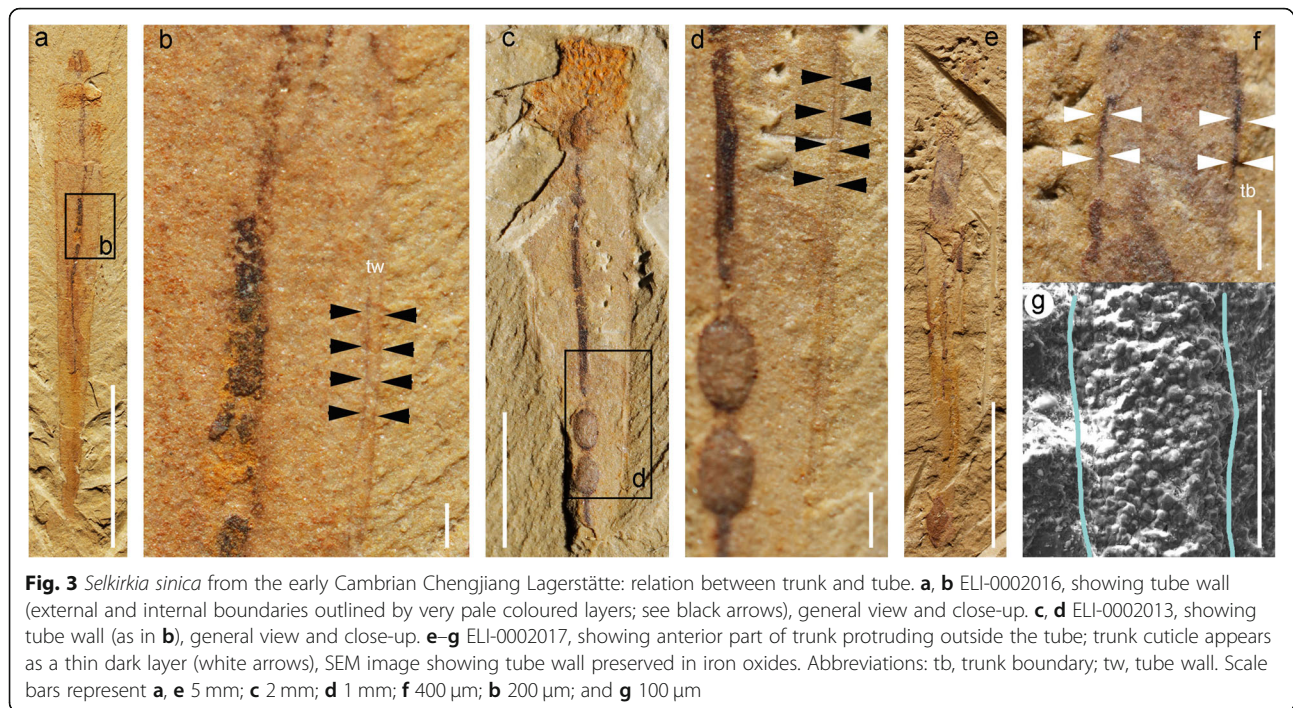 a
b
c
d
e
f
b
tw
d
tb
g
Fig. 3 Selkirkia sinica from the early Cambrian Chengjiang Lagerstätte: relation between trunk and tube. a, b ELI-0002016, showing tube wall
(external and internal boundaries outlined by very pale coloured layers; see black arrows), general view and close-up. c, d ELI-0002013, showing
tube wall (as in b), general view and close-up. e–g ELI-0002017, showing anterior part of trunk protruding outside the tube; trunk cuticle appears
as a thin dark layer (white arrows), SEM image showing tube wall preserved in iron oxides. Abbreviations: tb, trunk boundary; tw, tube wall. Scale
bars represent a, e 5 mm; c 2 mm; d 1 mm; f 400 μm; b 200 μm; and g 100 μm